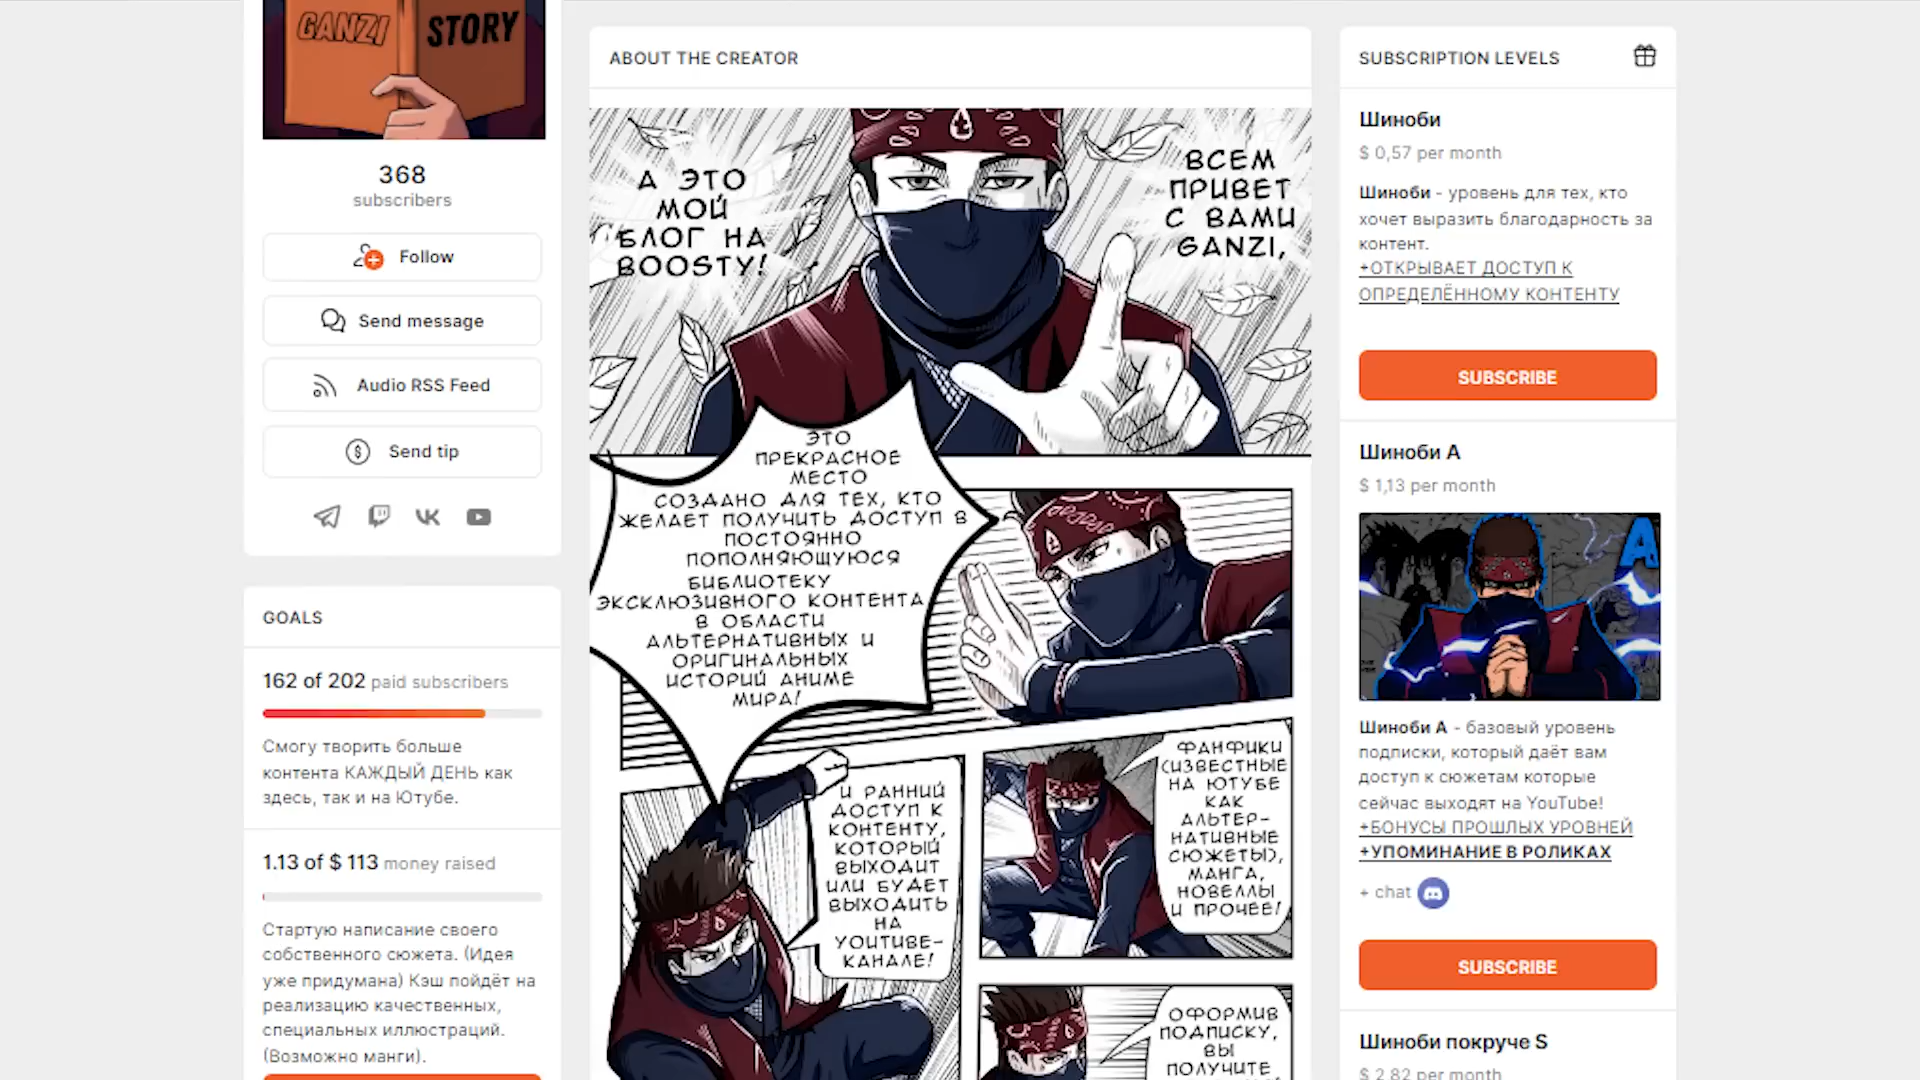 GANZI STORY
368
subscribers
Follow
Send message
Audio RSS Feed
Send tip
GOALS
162 of 202 paid subscribers
Смогу творить больше
контента КАЖДЫЙ ДЕНЬ как
здесь, так и на Ютубе.
1.13 of $ 113 money raised
Стартую написание своего
собственного сюжета. (Идея
уже придумана) Кэш пойдёт на
реализацию качественных,
специальных иллюстраций.
(Возможно манги).
ABOUT THE CREATOR
ВСЕМ
ПРИВЕТ
С ВАМИ
GANZI,
А ЭТО
МОЙ
БЛОГ НА
BOOSTY!
ЭТО
ПРЕКРАСНОЕ
МЕСТО
СОЗДАНО ДЛЯ ТЕХ, КТО
ЖЕЛАЕТ ПОЛУЧИТЬ ДОСТУП В
ПОСТОЯННО
ПОПОЛНЯЮЩУЮСЯ
БИБЛИОТЕКУ
ЭКСКЛЮЗИВНОГО КОНТЕНТА
В ОБЛАСТИ
АЛЬТЕРНАТИВНЫХ И
ОРИГИНАЛЬНЫХ
ИСТОРИЙ АНИМЕ
МИРА!
ФАНФИКИ
(ИЗВЕСТНЫЕ
НА ЮТУБЕ
КАК
АЛЬТЕР-
НАТИВНЫЕ
СЮЖЕТЫ),
МАНГА,
НОВЕЛЛЫ
И ПРОЧЕЕ!
И РАННИЙ
ДОСТУП К
КОНТЕНТУ,
КОТОРЫЙ
ВЫХОДИТ
ИЛИ БУДЕТ
ВЫХОДИТЬ
НА
YOUTUBE-
КАНАЛЕ!
ОФОРМИВ
ПОДПИСКУ,
ВЫ
ПОЛУЧИТЕ
SUBSCRIPTION LEVELS
Шиноби
$ 0,57 per month
Шиноби - уровень для тех, кто
хочет выразить благодарность за
контент.
+ОТКРЫВАЕТ ДОСТУП К
ОПРЕДЕЛЁННОМУ КОНТЕНТУ
SUBSCRIBE
Шиноби A
$ 1,13 per month
A
Шиноби A - базовый уровень
подписки, который даёт вам
доступ к сюжетам которые
сейчас выходят на YouTube!
+БОНУСЫ ПРОШЛЫХ УРОВНЕЙ
+УПОМИНАНИЕ В РОЛИКАХ
+ chat
SUBSCRIBE
Шиноби покруче S
$ 2,82 per month